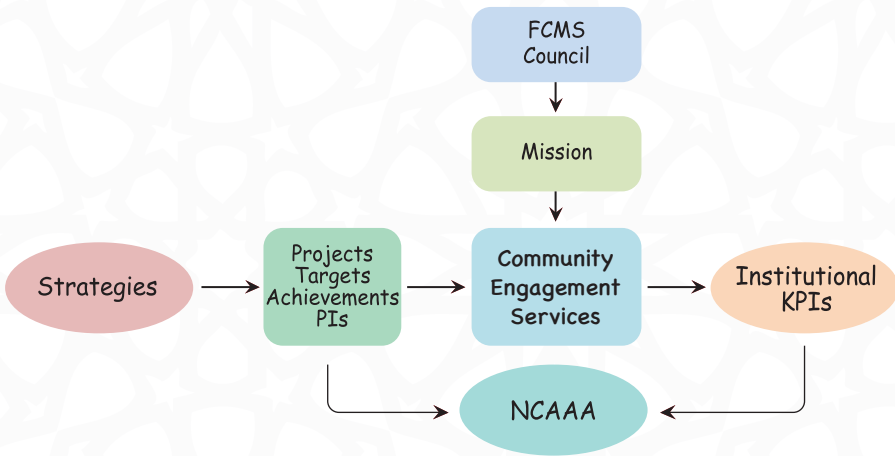 FCMS
Council
Mission
Strategies
Projects
Targets
Achievements
PIs
Community
Engagement
Services
Institutional
KPIs
NCAAA